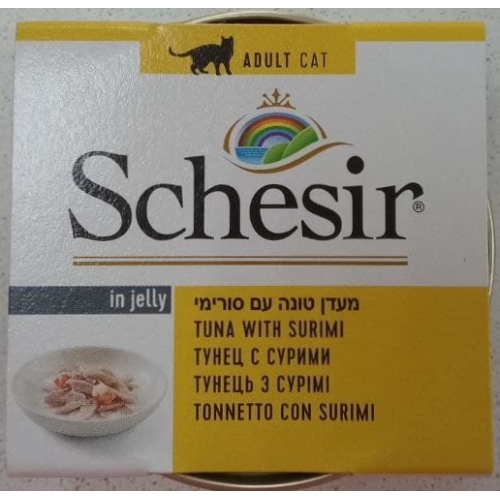 ADULT CAT
Schesir®
in jelly
מעדן טונה עם סורימי
TUNA WITH SURIMI
ТУНЕЦ С СУРИМИ
ТУНЕЦЬ З СУРІМІ
TONNETTO CON SURIMI